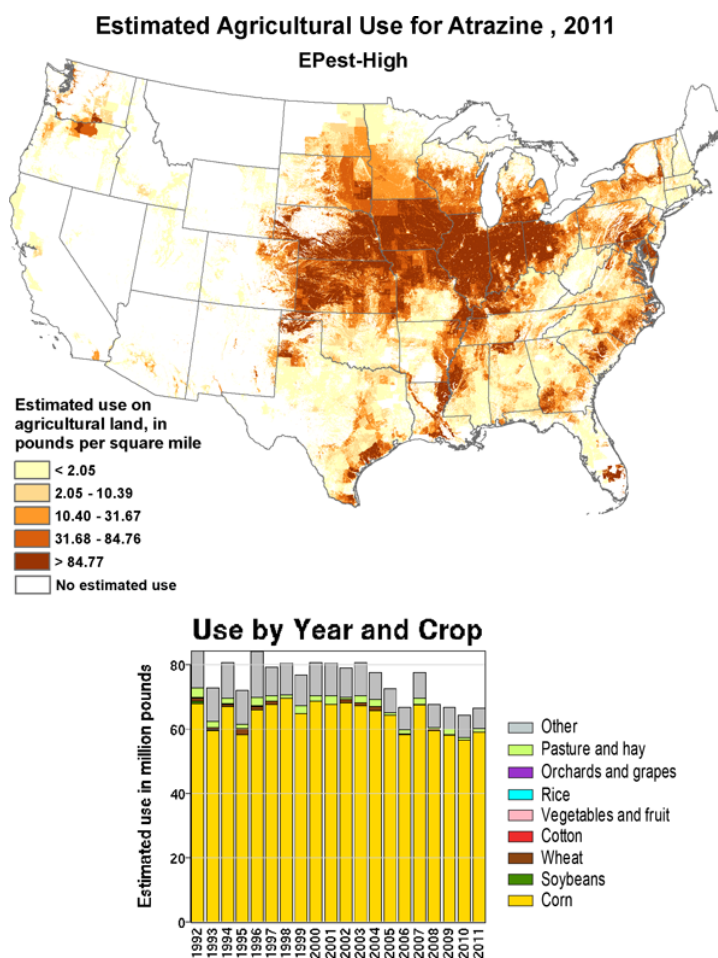 Estimated Agricultural Use for Atrazine , 2011
EPest-High
Estimated use on
agricultural land, in
pounds per square mile
< 2.05
2.05 - 10.39
10.40 - 31.67
31.68 - 84.76
> 84.77
No estimated use
Use by Year and Crop
Estimated use in million pounds
80
60
40
20
0
1992
1993
1994
1995
1996
1997
1998
1999
2000
2001
2002
2003
2004
2005
2006
2007
2008
2009
2010
2011
Other
Pasture and hay
Orchards and grapes
Rice
Vegetables and fruit
Cotton
Wheat
Soybeans
Corn